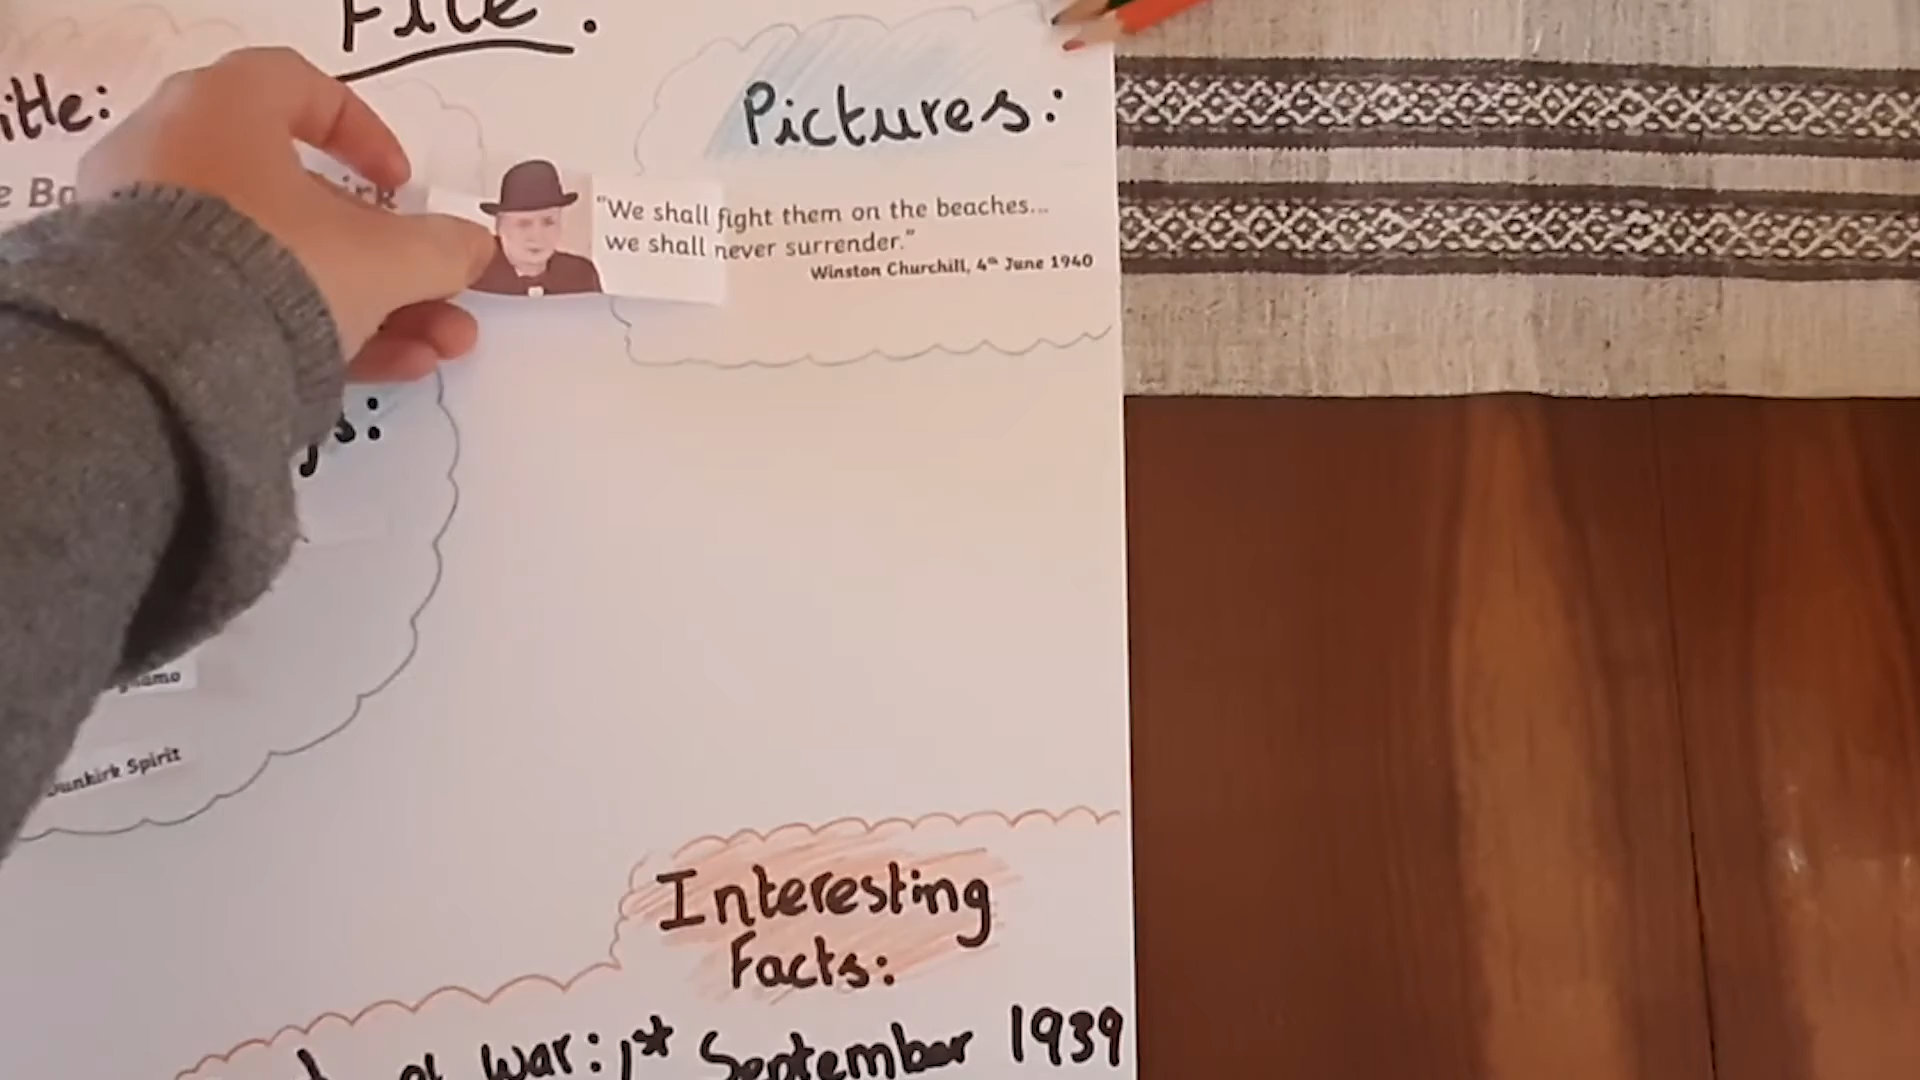 File.
itle:
Pictures:
"We shall fight them on the beaches...
we shall never surrender."
Winston Churchill, 4th June 1940
s:
Dunkirk Spirit
Interesting
Facts:
War: 1st September 1939